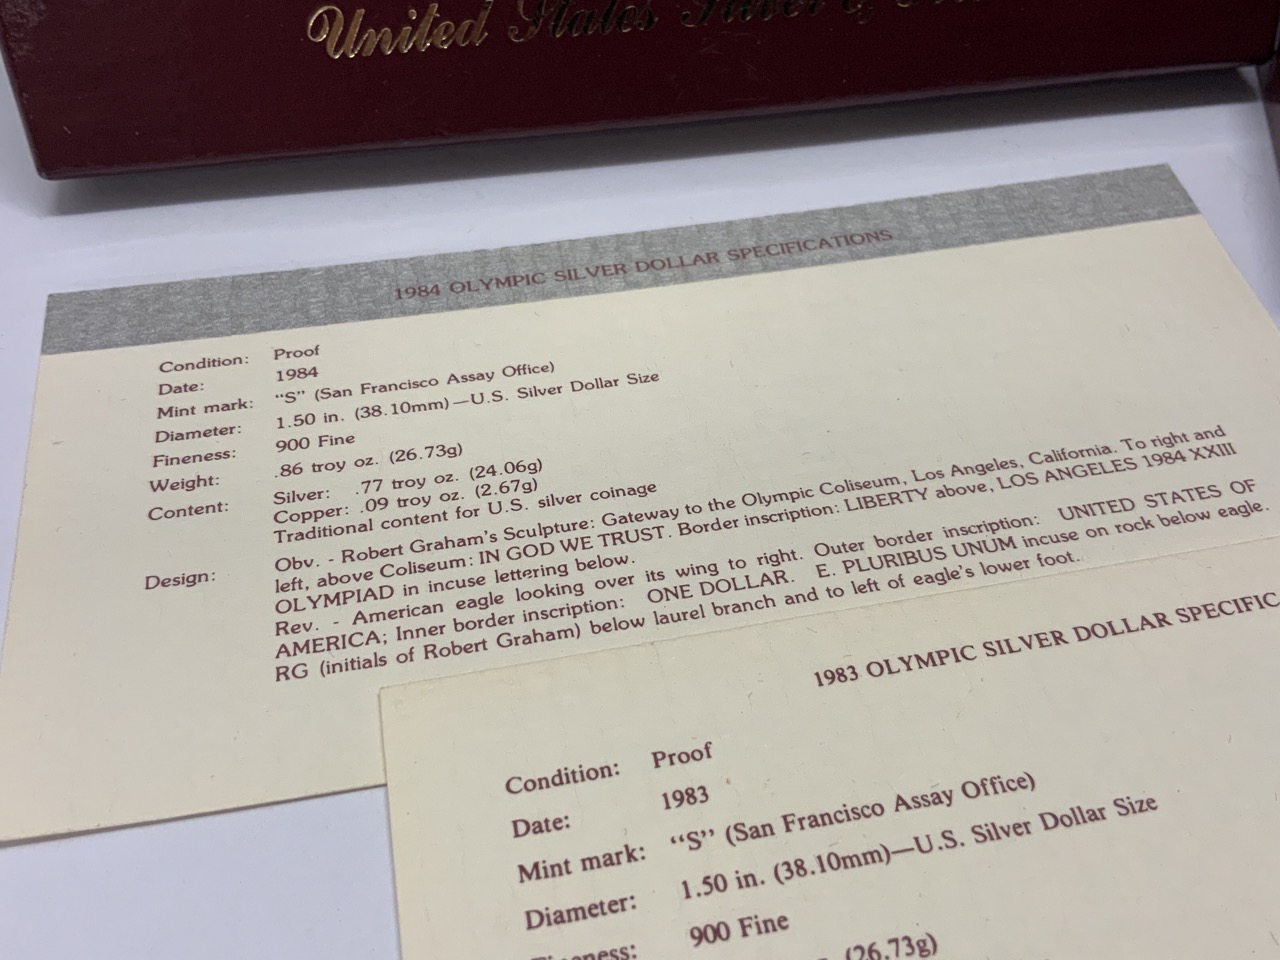 United States Silver &
1984 OLYMPIC SILVER DOLLAR SPECIFICATIONS
Condition: Proof
Date: 1984
Mint mark: “S” (San Francisco Assay Office)
Diameter: 1.50 in. (38.10mm)—U.S. Silver Dollar Size
Fineness: 900 Fine
Weight: .86 troy oz. (26.73g)
Content: Silver: .77 troy oz. (24.06g)
Copper: .09 troy oz. (2.67g)
Traditional content for U.S. silver coinage
Design: Obv. - Robert Graham's Sculpture: Gateway to the Olympic Coliseum, Los Angeles, California. To right and
left, above Coliseum: IN GOD WE TRUST. Border inscription: LIBERTY above, LOS ANGELES 1984 XXIII
OLYMPIAD in incuse lettering below.
Rev. - American eagle looking over its wing to right. Outer border inscription: UNITED STATES OF
AMERICA; Inner border inscription: ONE DOLLAR. E. PLURIBUS UNUM incuse on rock below eagle.
RG (initials of Robert Graham) below laurel branch and to left of eagle's lower foot.
1983 OLYMPIC SILVER DOLLAR SPECIFIC
Condition: Proof
Date: 1983
Mint mark: “S” (San Francisco Assay Office)
Diameter: 1.50 in. (38.10mm)—U.S. Silver Dollar Size
Fineness: 900 Fine
(26.73g)